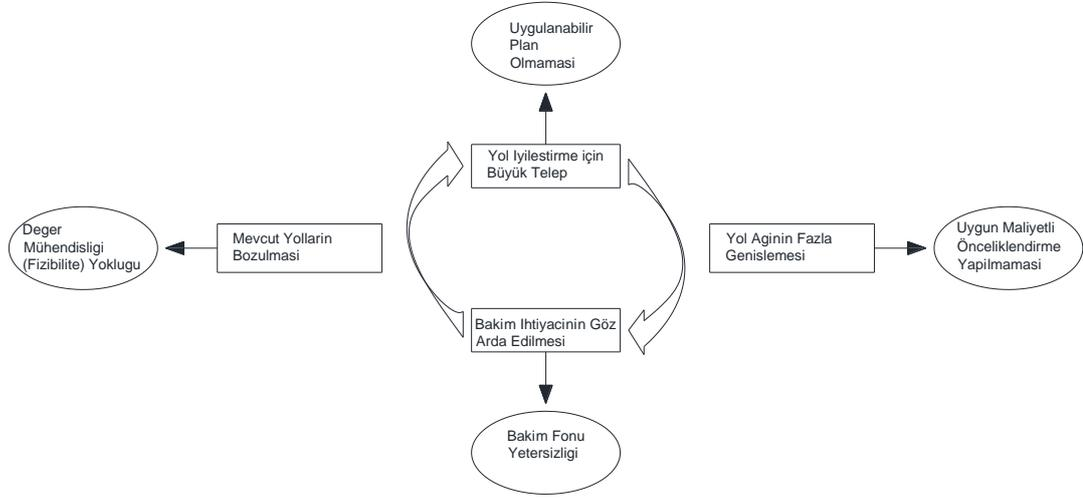 Uygulanabilir
Plan
Olmamasi
Yol Iyilestirme için
Büyük Telep
Deger
Mühendisligi
(Fizibilite) Yoklugu
Mevcut Yollarin
Bozulmasi
Yol Aginin Fazla
Genislemesi
Uygun Maliyetli
Önceliklendirme
Yapilmamasi
Bakim Ihtiyacinin Göz
Arda Edilmesi
Bakim Fonu
Yetersizligi